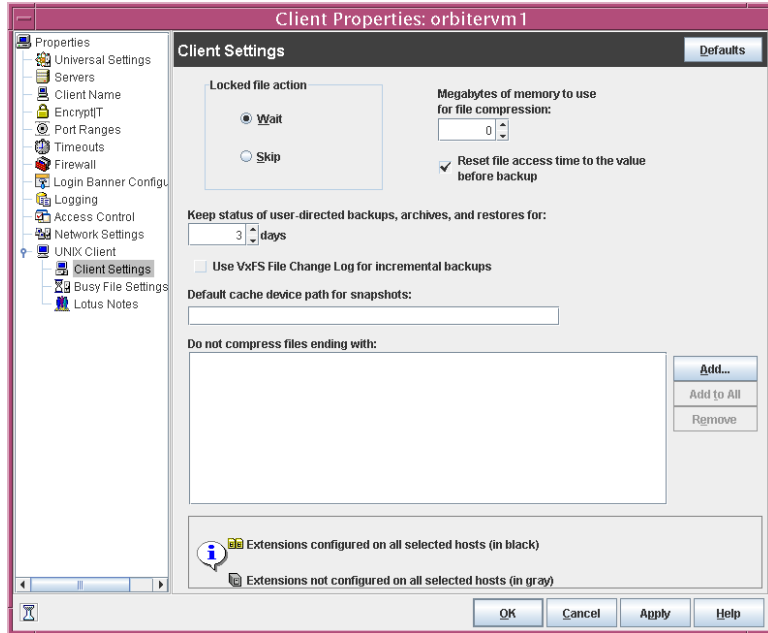 Client Properties: orbitervm1
Properties
Universal Settings
Servers
Client Name
Encrypt|T
Port Ranges
Timeouts
Firewall
Login Banner Configu
Logging
Access Control
Network Settings
UNIX Client
Client Settings
Busy File Settings
Lotus Notes
Client Settings
Defaults
Locked file action
Wait
Skip
Megabytes of memory to use
for file compression:
0
Reset file access time to the value
before backup
Keep status of user-directed backups, archives, and restores for:
3 days
Use VxFS File Change Log for incremental backups
Default cache device path for snapshots:
Do not compress files ending with:
Add...
Add to All
Remove
Extensions configured on all selected hosts (in black)
Extensions not configured on all selected hosts (in gray)
OK
Cancel
Apply
Help